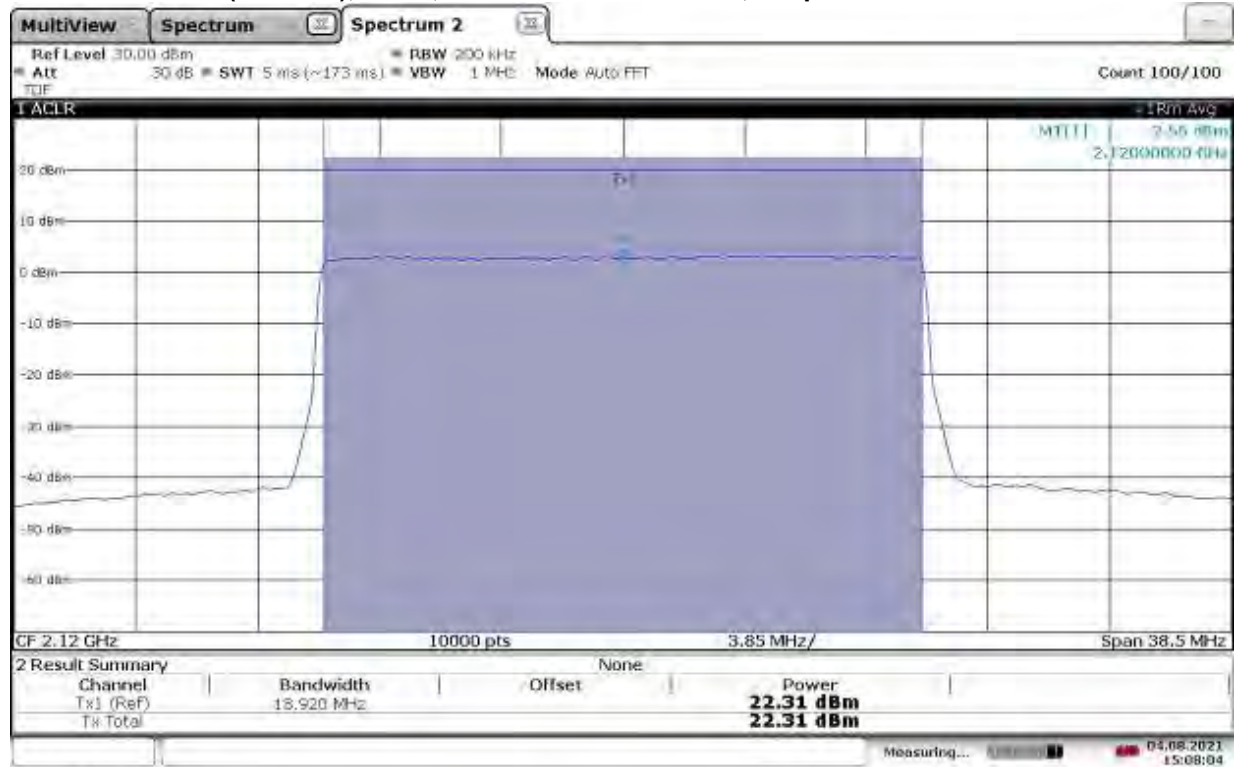 MultiView Spectrum Spectrum 2
Ref Level 30.00 dBm RBW 200 kHz
Att 30 dB SWT 5 ms (~173 ms) VBW 1 MHz Mode Auto FFT Count 100/100
TDF
1 ACLR 1Rm Avg
M1[1] 2.56 dBm
2.12000000 GHz
20 dBm
Tx1
10 dBm
0 dBm
-10 dBm
-20 dBm
-30 dBm
-40 dBm
-50 dBm
-60 dBm
CF 2.12 GHz 10000 pts 3.85 MHz/ Span 38.5 MHz
2 Result Summary None
Channel Bandwidth Offset Power
Tx1 (Ref) 18.920 MHz 22.31 dBm
Tx Total 22.31 dBm
Measuring... 04.08.2021
15:08:04